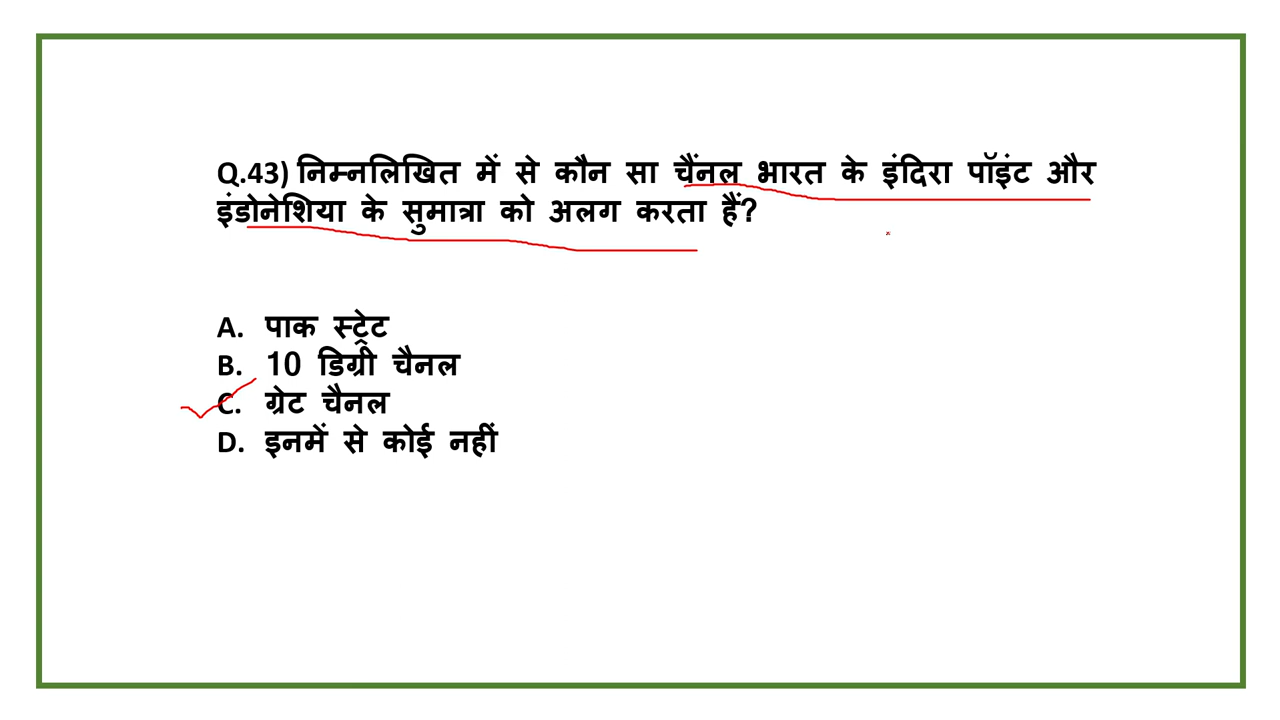 Q.43) निम्नलिखित में से कौन सा चैंनल भारत के इंदिरा पॉइंट और
इंडोनेशिया के सुमात्रा को अलग करता हैं?
A. पाक स्ट्रेट
B. 10 डिग्री चैनल
C. ग्रेट चैनल
D. इनमें से कोई नहीं